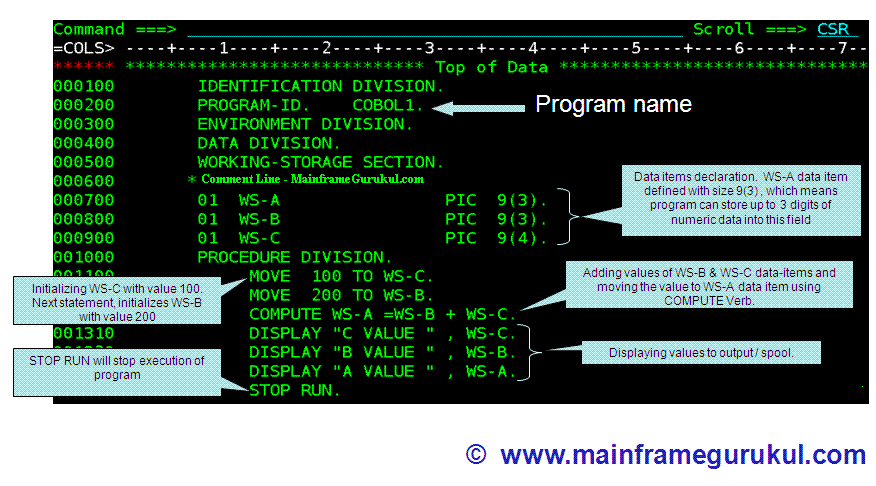 Command ===> Scroll ===> CSR
=COLS> ----+----1----+----2----+----3----+----4----+----5----+----6----+----7--
****** **************************** Top of Data ******************************
000100 IDENTIFICATION DIVISION.
000200 PROGRAM-ID. COBOL1.
Program name
000300 ENVIRONMENT DIVISION.
000400 DATA DIVISION.
000500 WORKING-STORAGE SECTION.
000600 * Comment Line - MainframeGurukul.com
000700 01 WS-A PIC 9(3).
000800 01 WS-B PIC 9(3).
000900 01 WS-C PIC 9(4).
Data items declaration. WS-A data item
defined with size 9(3), which means
program can store up to 3 digits of
numeric data into this field
001000 PROCEDURE DIVISION.
MOVE 100 TO WS-C.
MOVE 200 TO WS-B.
COMPUTE WS-A =WS-B + WS-C.
Initializing WS-C with value 100.
Next statement, initializes WS-B
with value 200
Adding values of WS-B & WS-C data-items and
moving the value to WS-A data item using
COMPUTE Verb.
001310 DISPLAY "C VALUE " , WS-C.
DISPLAY "B VALUE " , WS-B.
DISPLAY "A VALUE " , WS-A.
STOP RUN.
Displaying values to output / spool.
STOP RUN will stop execution of
program
© www.mainframegurukul.com